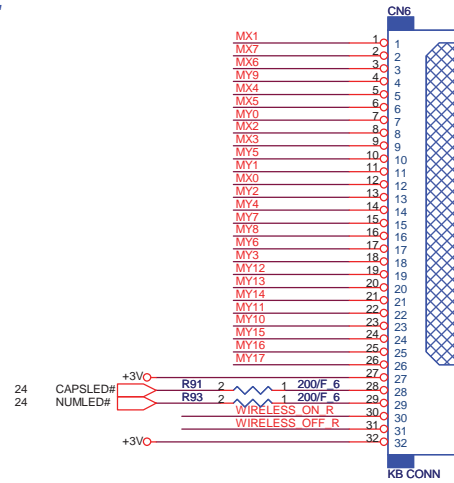 CN6
MX1 1 1
MX7 2 2
MX6 3 3
MY9 4 4
MX4 5 5
MX5 6 6
MY0 7 7
MX2 8 8
MX3 9 9
MY5 10 10
MY1 11 11
MX0 12 12
MY2 13 13
MY4 14 14
MY7 15 15
MY8 16 16
MY6 17 17
MY3 18 18
MY12 19 19
MY13 20 20
MY14 21 21
MY11 22 22
MY10 23 23
MY15 24 24
MY16 25 25
MY17 26 26
+3V 27 27
24 CAPSLED# R91 2 1 200/F_6 28 28
24 NUMLED# R93 2 1 200/F_6 29 29
WIRELESS_ON_R 30 30
WIRELESS_OFF_R 31 31
+3V 32 32
KB CONN